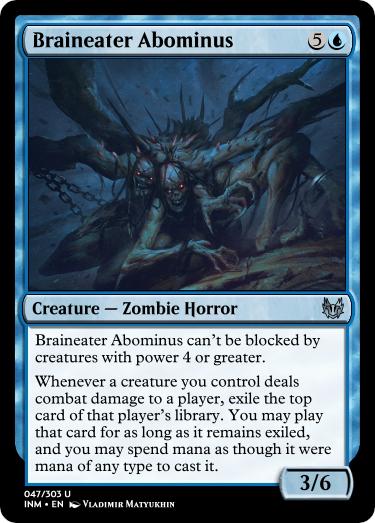 Braineater Abominus 5
Creature — Zombie Horror
Braineater Abominus can't be blocked by
creatures with power 4 or greater.
Whenever a creature you control deals
combat damage to a player, exile the top
card of that player's library. You may play
that card for as long as it remains exiled,
and you may spend mana as though it were
mana of any type to cast it.
3/6
047/303 U
INM • EN Vladimir Matyukhin